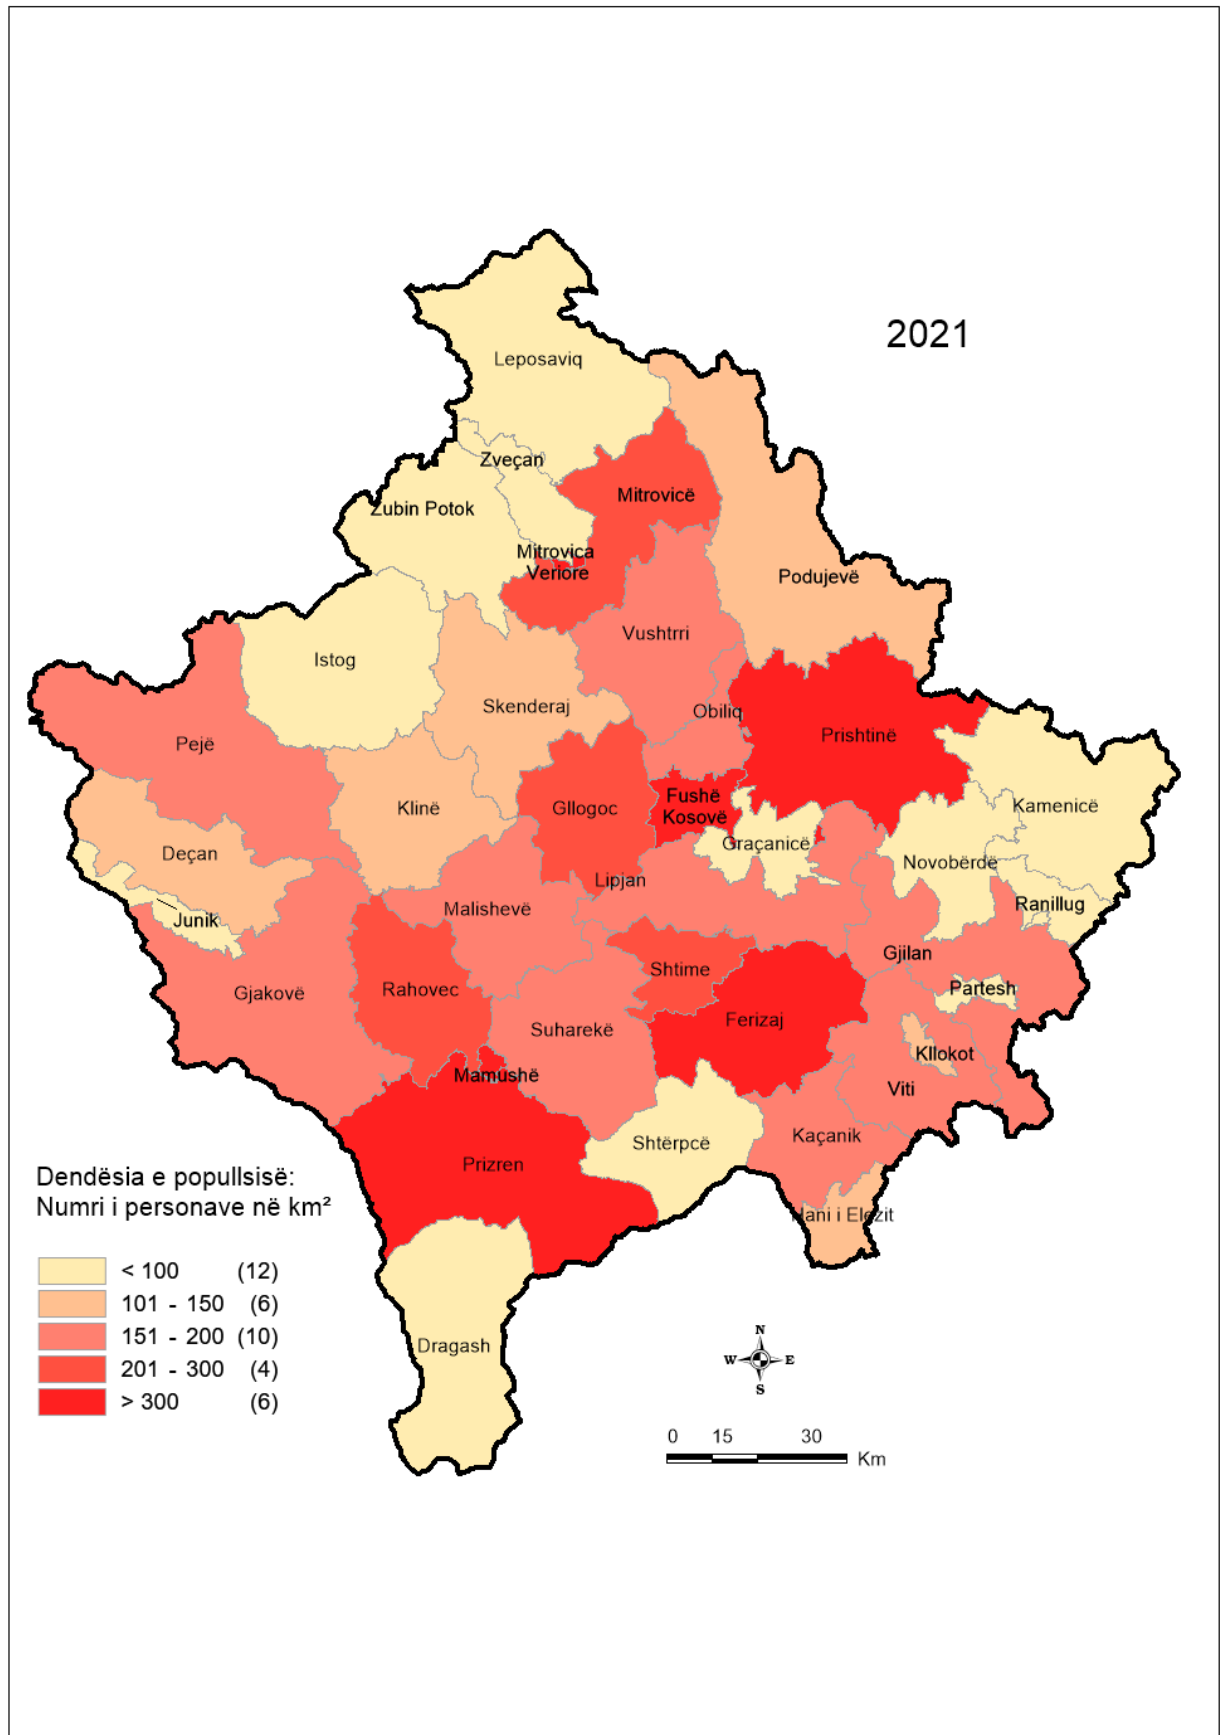 2021
Leposaviq
Zveçan
Mitrovicë
Zubin Potok
Mitrovica
Veriore
Podujevë
Vushtrri
Istog
Skenderaj
Obiliq
Prishtinë
Pejë
Fushë
Kosovë
Klinë
Gllogoc
Kamenicë
Graçanicë
Deçan
Novobërdë
Lipjan
Ranillug
Malishevë
Junik
Gjilan
Shtime
Partesh
Rahovec
Gjakovë
Ferizaj
Suharekë
Kllokot
Mamushë
Viti
Kaçanik
Shtërpcë
Prizren
Hani i Elezit
Dragash
Dendësia e popullsisë:
Numri i personave në km²
< 100 (12)
101 - 150 (6)
151 - 200 (10)
201 - 300 (4)
> 300 (6)
N
W E
S
0 15 30
Km